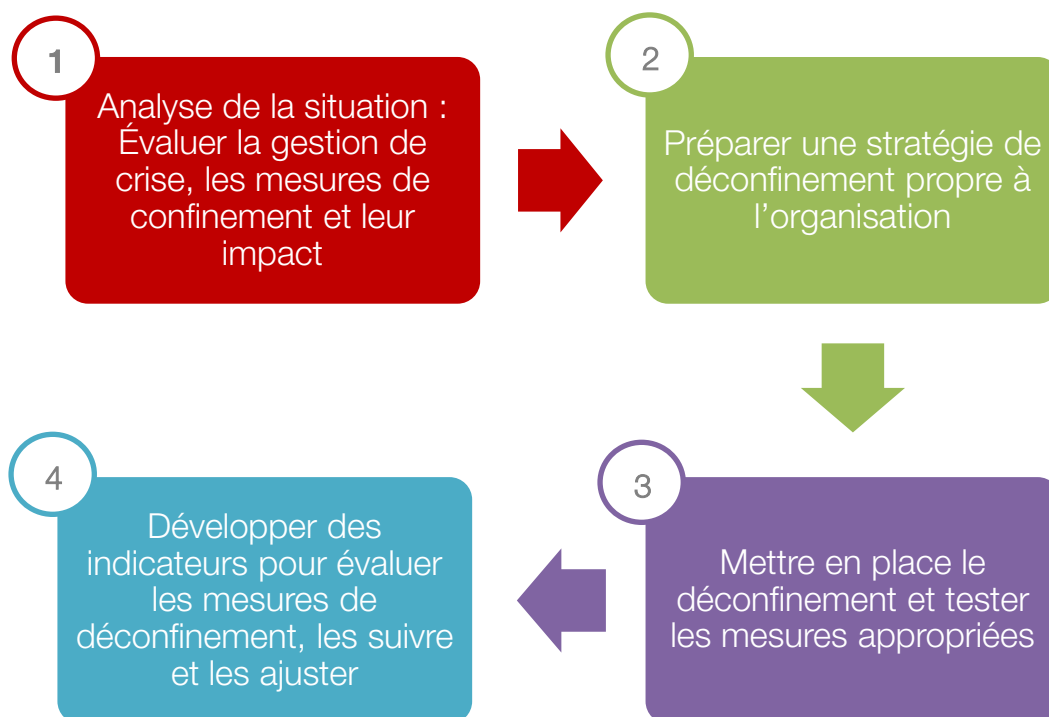 1
Analyse de la situation :
Évaluer la gestion de
crise, les mesures de
confinement et leur
impact
2
Préparer une stratégie de
déconfinement propre à
l'organisation
3
Mettre en place le
déconfinement et tester
les mesures appropriées
4
Développer des
indicateurs pour évaluer
les mesures de
déconfinement, les suivre
et les ajuster